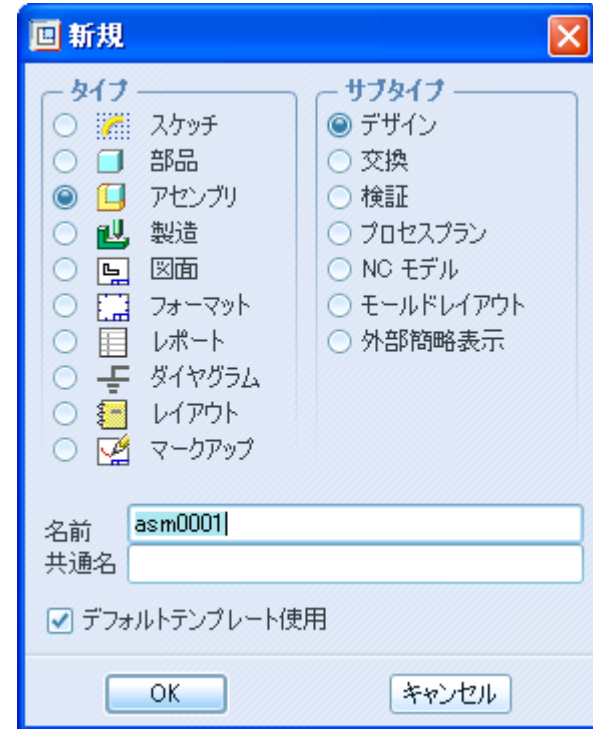 新規
タイプ
スケッチ
部品
アセンブリ
製造
図面
フォーマット
レポート
ダイヤグラム
レイアウト
マークアップ
サブタイプ
デザイン
交換
検証
プロセスプラン
NC モデル
モールドレイアウト
外部簡略表示
名前 asm0001
共通名
デフォルトテンプレート使用
OK キャンセル